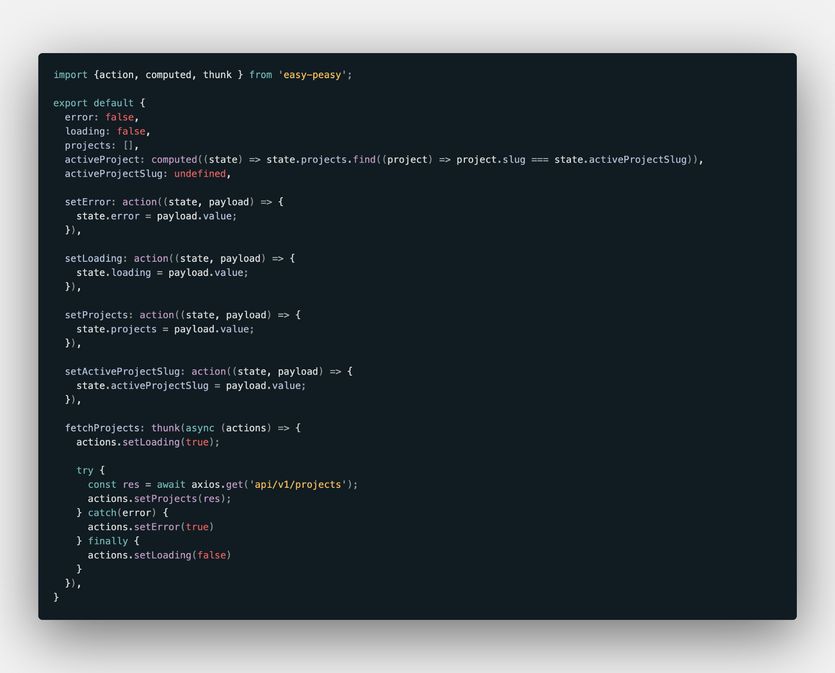 import {action, computed, thunk } from 'easy-peasy';
export default {
error: false,
loading: false,
projects: [],
activeProject: computed((state) => state.projects.find((project) => project.slug === state.activeProjectSlug)),
activeProjectSlug: undefined,
setError: action((state, payload) => {
state.error = payload.value;
}),
setLoading: action((state, payload) => {
state.loading = payload.value;
}),
setProjects: action((state, payload) => {
state.projects = payload.value;
}),
setActiveProjectSlug: action((state, payload) => {
state.activeProjectSlug = payload.value;
}),
fetchProjects: thunk(async (actions) => {
actions.setLoading(true);
try {
const res = await axios.get('api/v1/projects');
actions.setProjects(res);
} catch(error) {
actions.setError(true)
} finally {
actions.setLoading(false)
}
}),
}